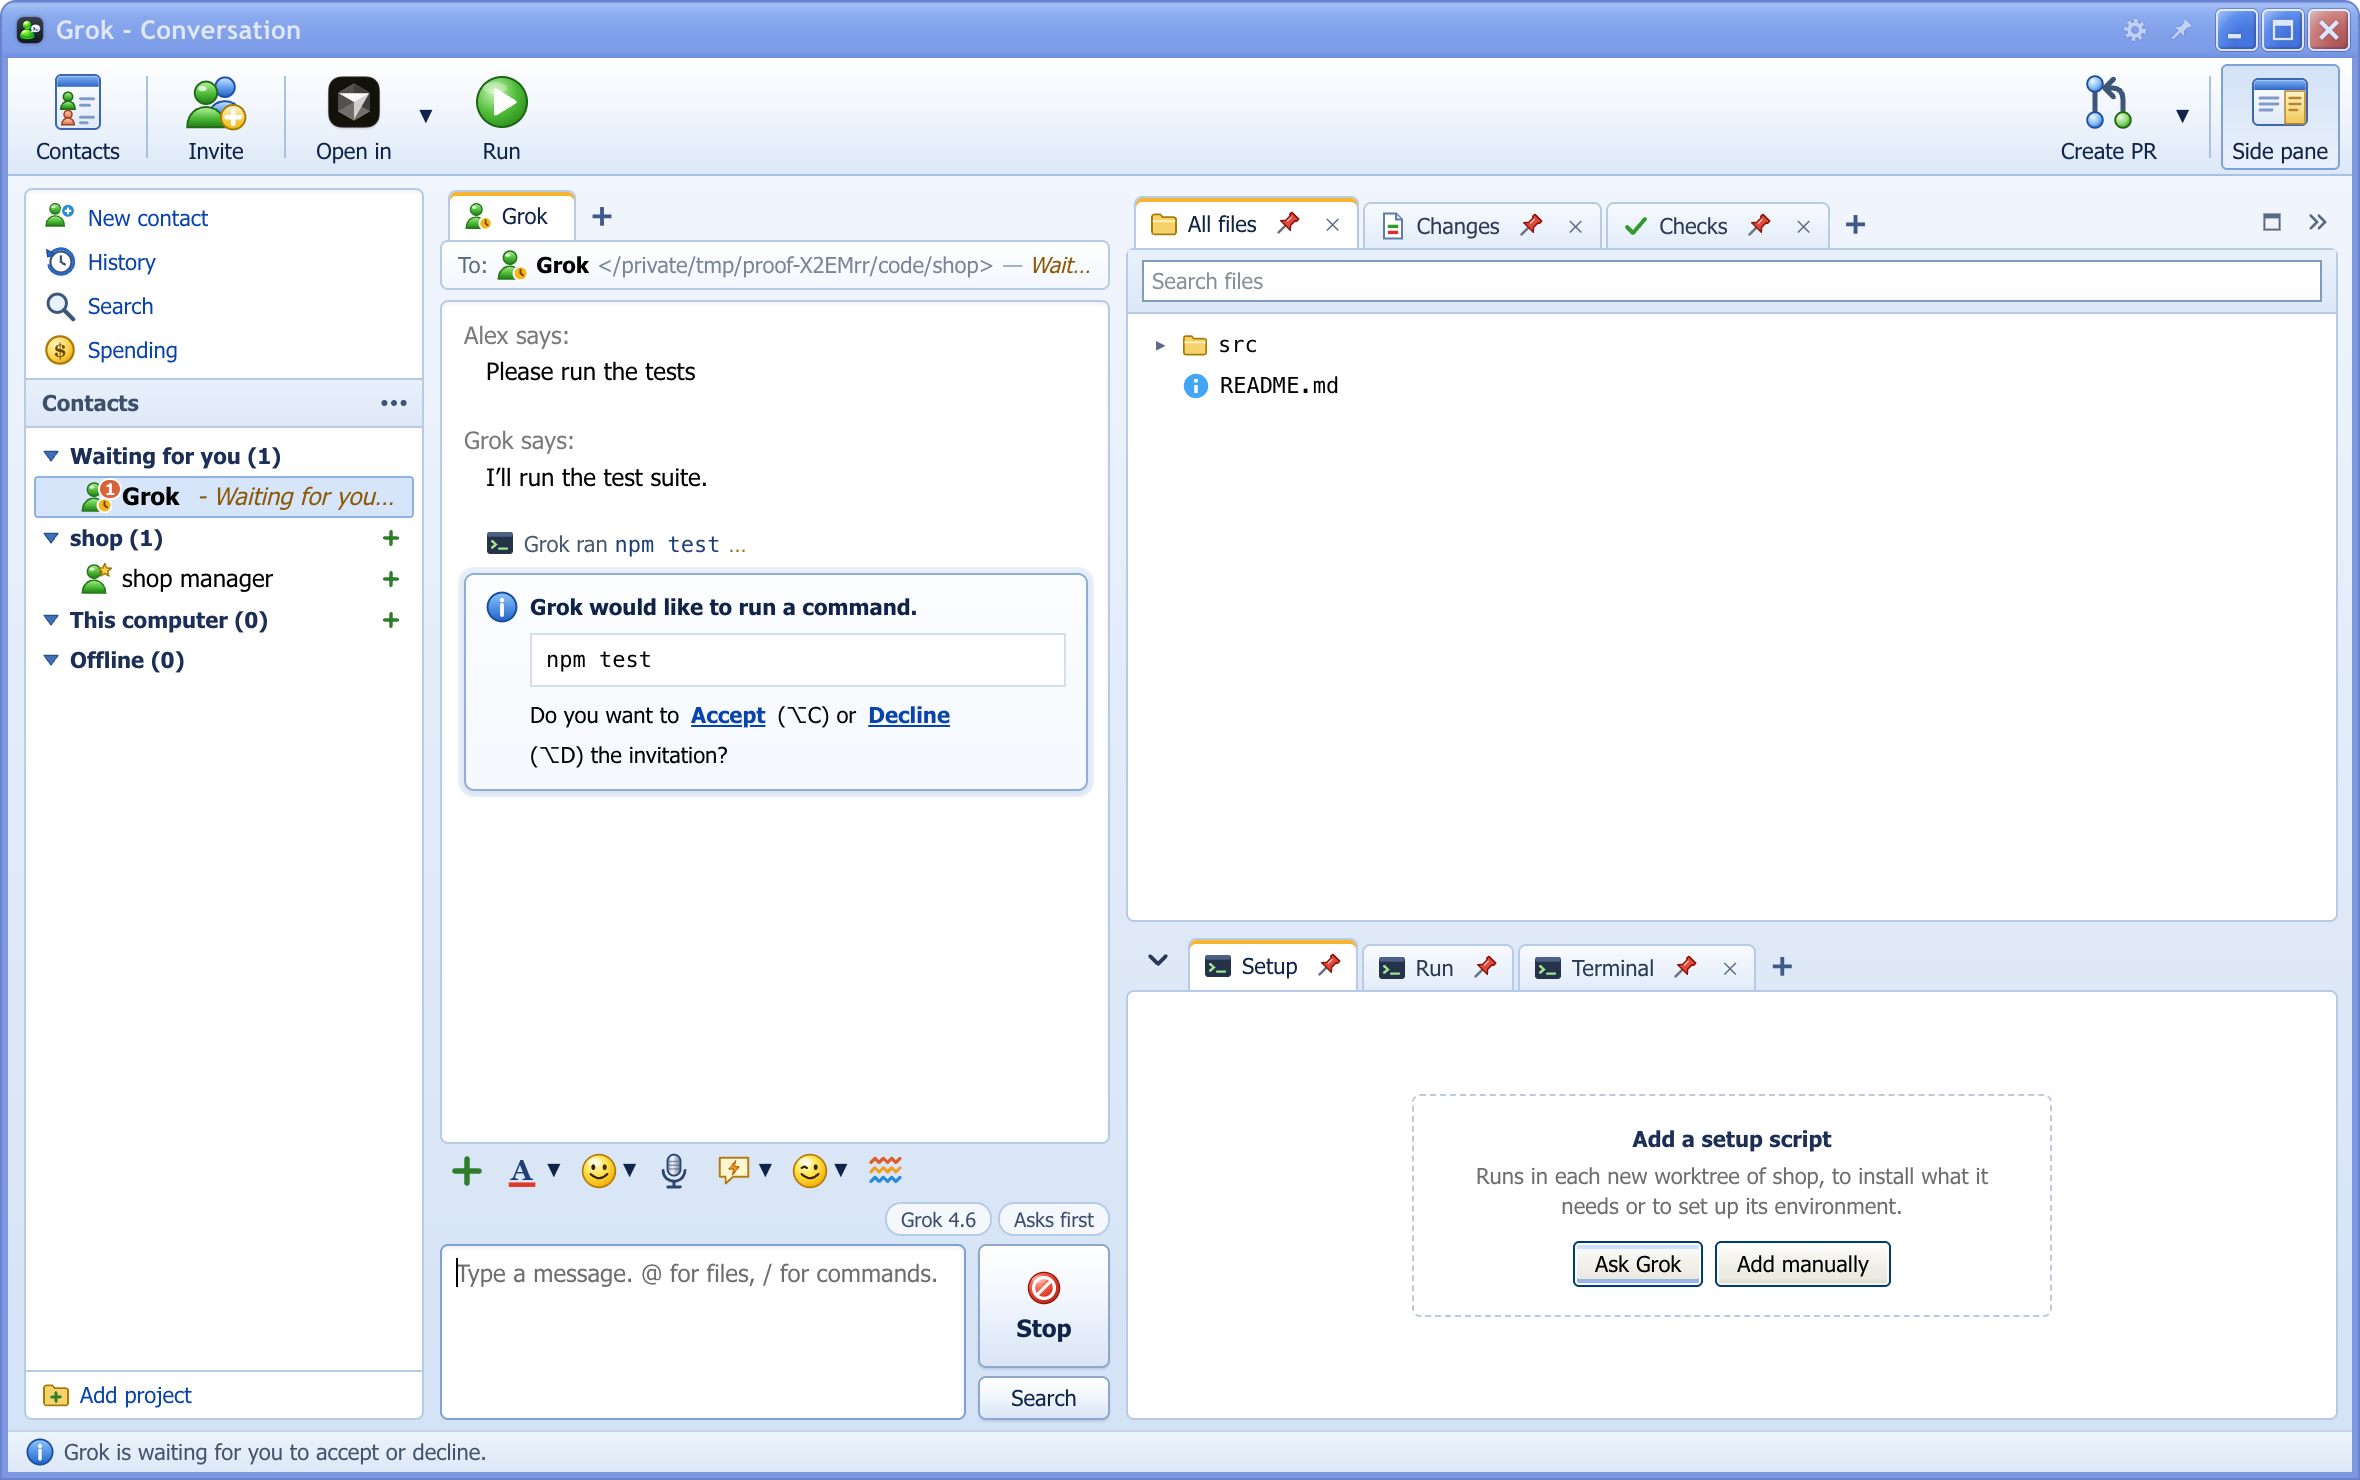 Grok - Conversation
Contacts
Invite
Open in
Run
Create PR
Side pane
New contact
History
Search
Spending
Contacts
Waiting for you (1)
1
Grok - Waiting for you...
shop (1)
shop manager
This computer (0)
Offline (0)
Add project
Grok
To: Grok </private/tmp/proof-X2EMrr/code/shop> — Wait...
Alex says:
Please run the tests
Grok says:
I’ll run the test suite.
Grok ran npm test ...
Grok would like to run a command.
npm test
Do you want to Accept (⌥C) or Decline
(⌥D) the invitation?
Grok 4.6
Asks first
Type a message. @ for files, / for commands.
Stop
Search
All files
Changes
Checks
Search files
src
README.md
Setup
Run
Terminal
Add a setup script
Runs in each new worktree of shop, to install what it
needs or to set up its environment.
Ask Grok
Add manually
Grok is waiting for you to accept or decline.